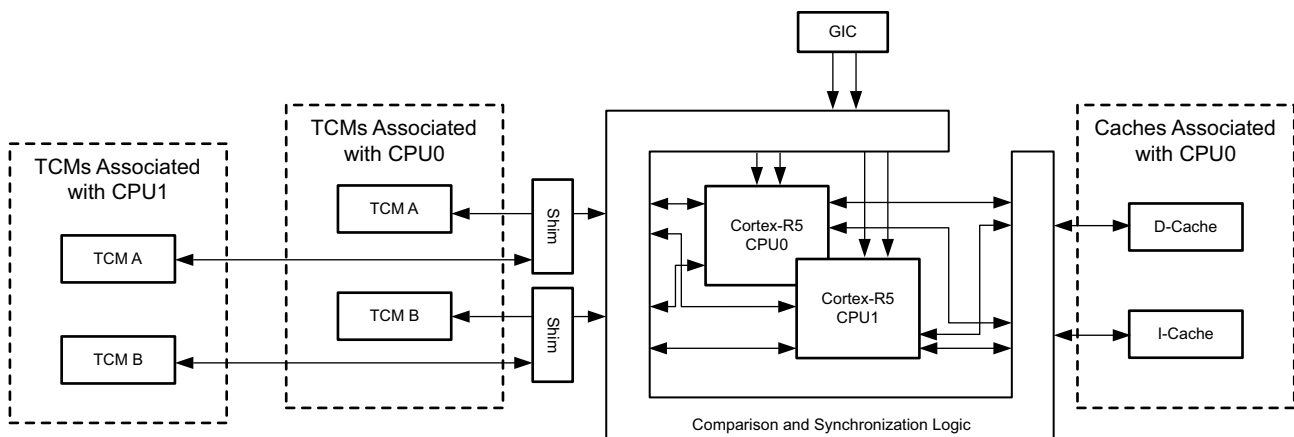 GIC
TCMs Associated
with CPU1
TCM A
TCM B
TCMs Associated
with CPU0
TCM A
TCM B
Shim
Shim
Cortex-R5
CPU0
Cortex-R5
CPU1
Comparison and Synchronization Logic
Caches Associated
with CPU0
D-Cache
I-Cache